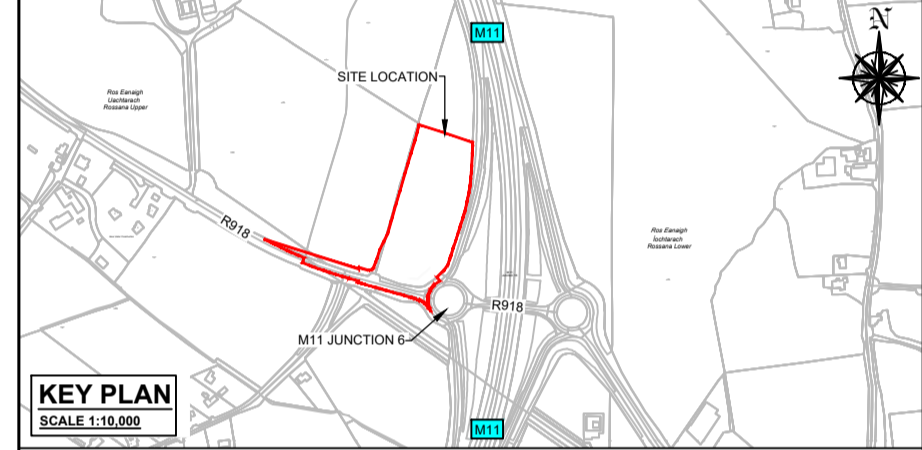 M11
N
SITE LOCATION
Ros Eanaigh
Uachtarach
Rossana Upper
R918
Ros Eanaigh
Íochtarach
Rossana Lower
R918
M11 JUNCTION 6
KEY PLAN
SCALE 1:10,000
M11